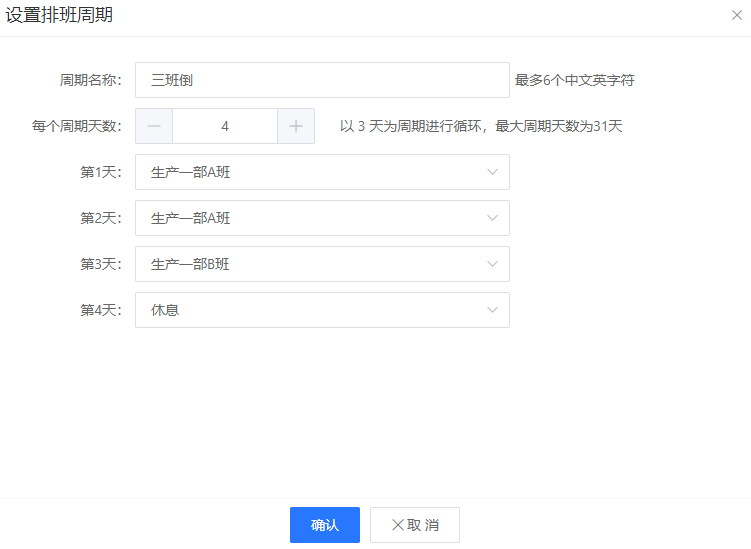 设置排班周期
周期名称: 三班倒 最多6个中文英字符
每个周期天数: 4 以 3 天为周期进行循环，最大周期天数为31天
第1天: 生产一部A班
第2天: 生产一部A班
第3天: 生产一部B班
第4天: 休息
确认 取 消